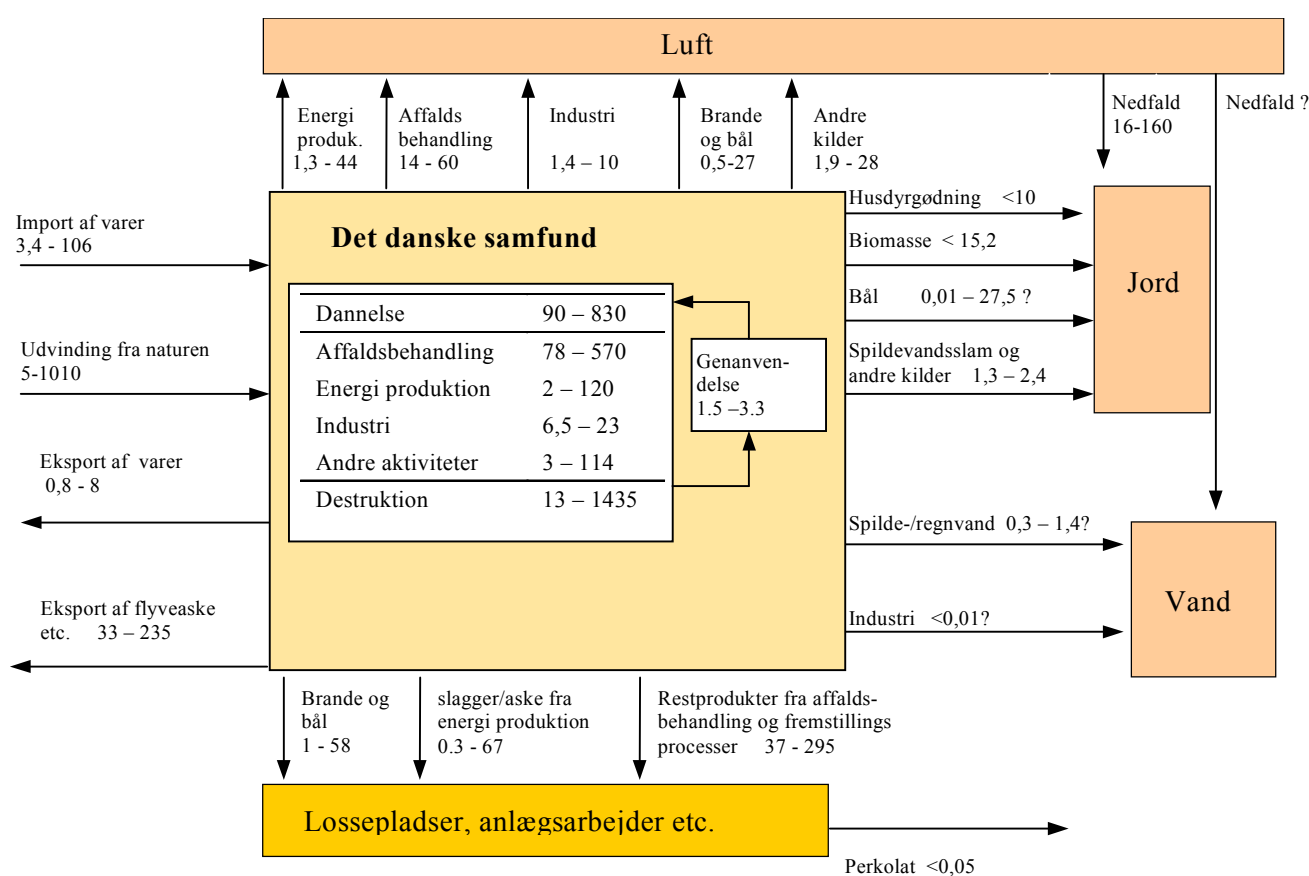 Luft
Energi
produk.
1,3 - 44
Affalds
behandling
14 - 60
Industri
1,4 – 10
Brande
og bål
0,5-27
Andre
kilder
1,9 - 28
Nedfald
16-160
Nedfald ?
Import af varer
3,4 - 106
Udvinding fra naturen
5-1010
Eksport af varer
0,8 - 8
Eksport af flyveaske
etc. 33 – 235
Det danske samfund
Dannelse 90 – 830
Affaldsbehandling 78 – 570
Energi produktion 2 – 120
Industri 6,5 – 23
Andre aktiviteter 3 – 114
Destruktion 13 – 1435
Genanven-
delse
1.5 –3.3
Husdyrgødning <10
Biomasse < 15,2
Bål 0,01 – 27,5 ?
Spildevandsslam og
andre kilder 1,3 – 2,4
Jord
Spilde-/regnvand 0,3 – 1,4?
Industri <0,01?
Vand
Brande og
bål
1 - 58
slagger/aske fra
energi produktion
0.3 - 67
Restprodukter fra affalds-
behandling og fremstillings
processer 37 - 295
Lossepladser, anlægsarbejder etc.
Perkolat <0,05